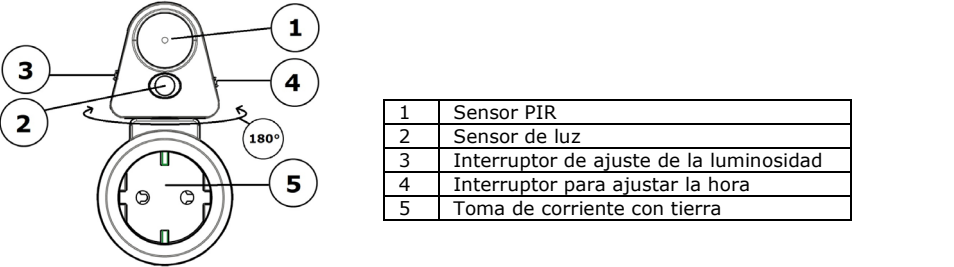 1
3
4
2
180°
5
1 Sensor PIR
2 Sensor de luz
3 Interruptor de ajuste de la luminosidad
4 Interruptor para ajustar la hora
5 Toma de corriente con tierra